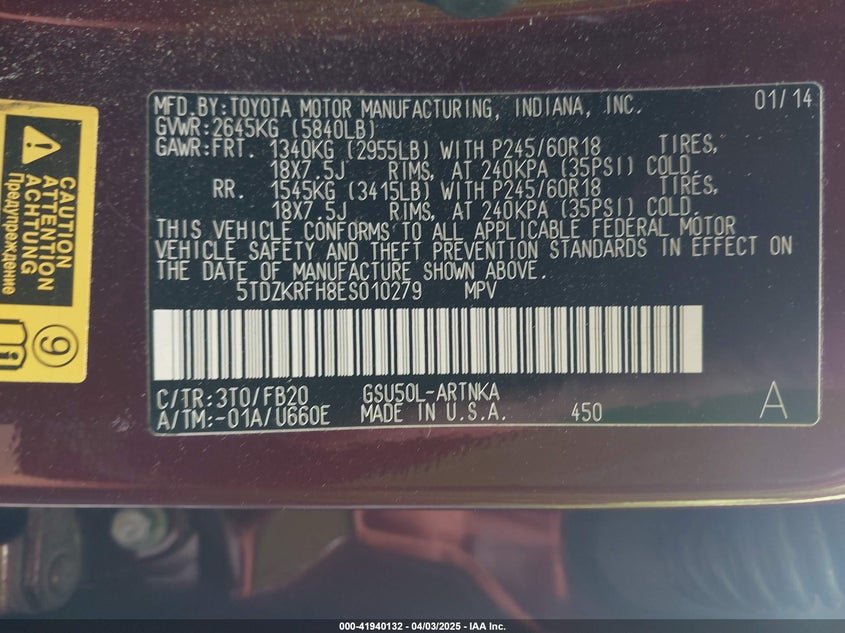 MFD.BY:TOYOTA MOTOR MANUFACTURING, INDIANA, INC. 01/14
GVWR:2645KG (5840LB)
GAWR:FRT. 1340KG (2955LB) WITH P245/60R18 TIRES,
18X7.5J RIMS, AT 240KPA (35PSI) COLD.
RR. 1545KG (3415LB) WITH P245/60R18 TIRES,
18X7.5J RIMS, AT 240KPA (35PSI) COLD.
THIS VEHICLE CONFORMS TO ALL APPLICABLE FEDERAL MOTOR
VEHICLE SAFETY AND THEFT PREVENTION STANDARDS IN EFFECT ON
THE DATE OF MANUFACTURE SHOWN ABOVE.
5TDZKRFH8ES010279 MPV
C/TR:3T0/FB20 GSU50L-ARTNKA
A/TM:-01A/U660E MADE IN U.S.A. 450 A
CAUTION
ATTENTION
ACHTUNG
Предупреждение
9
000-41940132 - 04/03/2025 - IAA Inc.